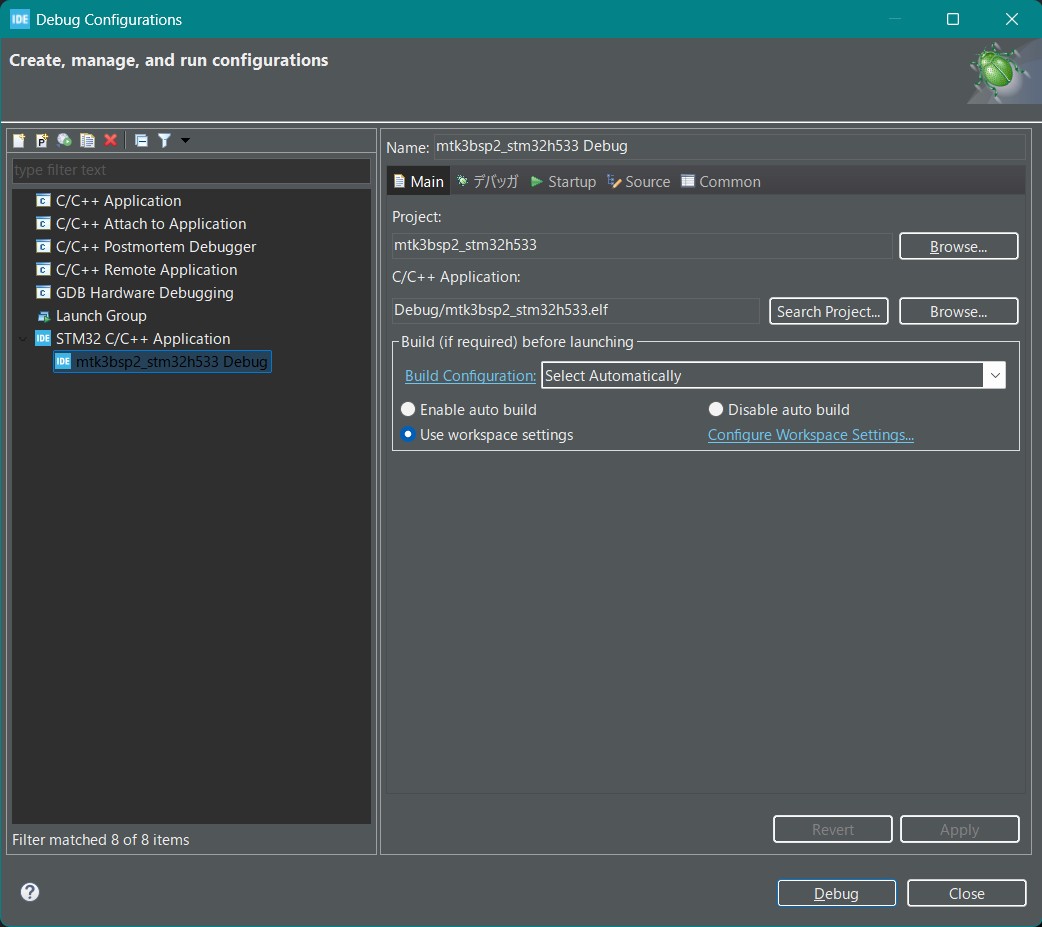 IDE Debug Configurations
Create, manage, and run configurations
type filter text
C/C++ Application
C/C++ Attach to Application
C/C++ Postmortem Debugger
C/C++ Remote Application
GDB Hardware Debugging
Launch Group
IDE STM32 C/C++ Application
IDE mtk3bsp2_stm32h533 Debug
Filter matched 8 of 8 items
Name: mtk3bsp2_stm32h533 Debug
Main デバッガ Startup Source Common
Project:
mtk3bsp2_stm32h533 Browse...
C/C++ Application:
Debug/mtk3bsp2_stm32h533.elf Search Project... Browse...
Build (if required) before launching
Build Configuration: Select Automatically
Enable auto build Disable auto build
Use workspace settings Configure Workspace Settings...
Revert Apply
? Debug Close